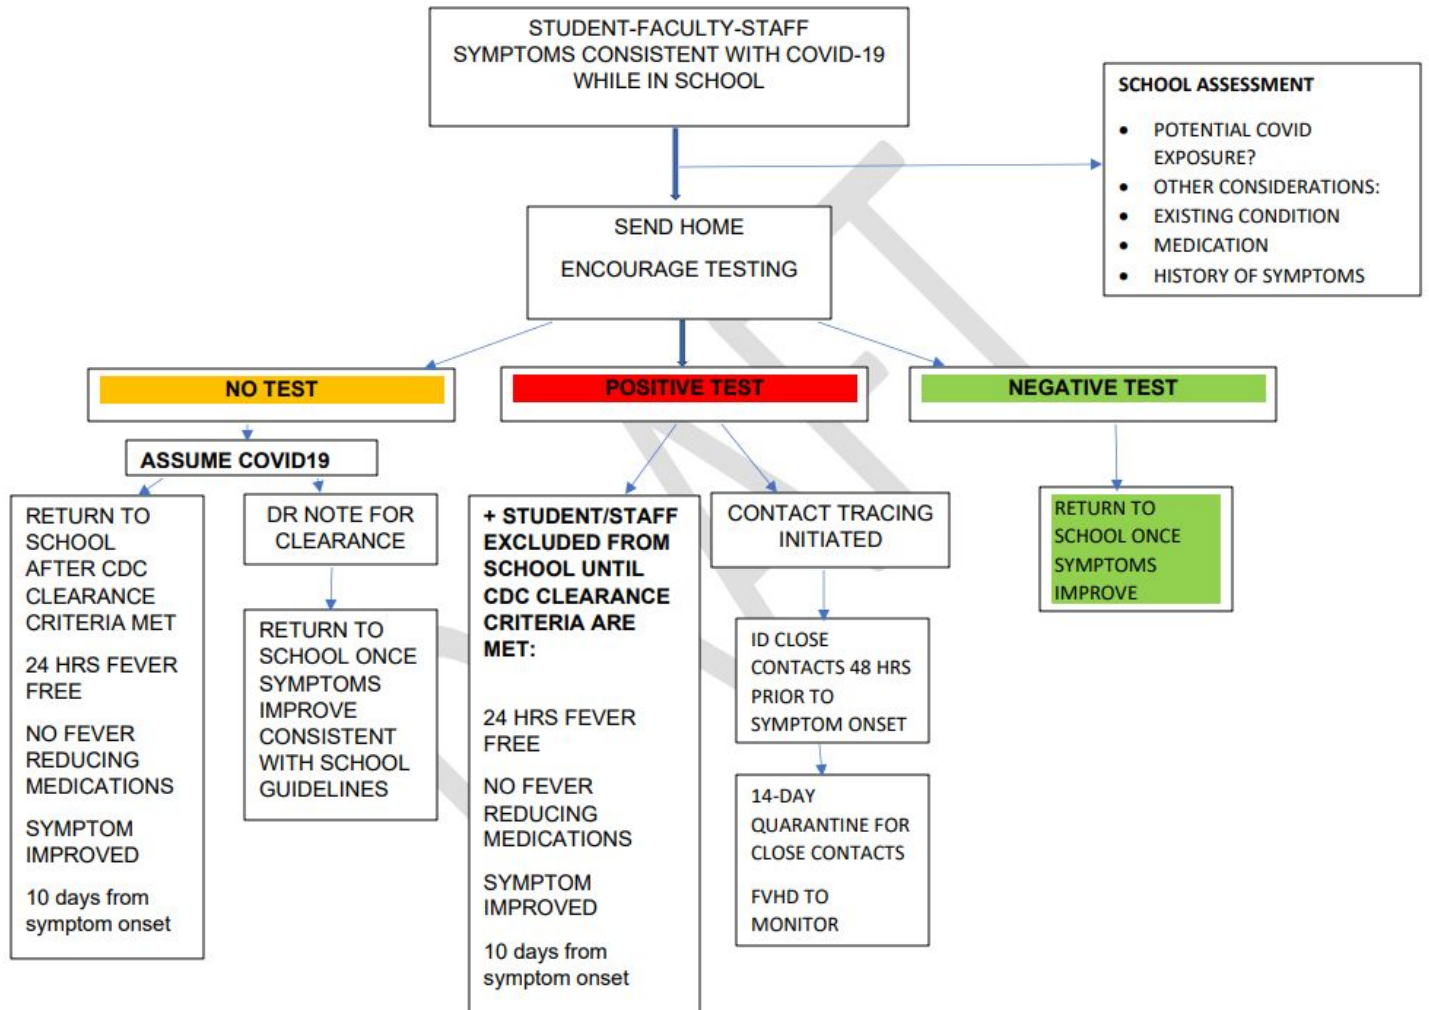 STUDENT-FACULTY-STAFF
SYMPTOMS CONSISTENT WITH COVID-19
WHILE IN SCHOOL
SCHOOL ASSESSMENT
• POTENTIAL COVID
EXPOSURE?
• OTHER CONSIDERATIONS:
• EXISTING CONDITION
• MEDICATION
• HISTORY OF SYMPTOMS
SEND HOME
ENCOURAGE TESTING
NO TEST
POSITIVE TEST
NEGATIVE TEST
ASSUME COVID19
RETURN TO
SCHOOL
AFTER CDC
CLEARANCE
CRITERIA MET
24 HRS FEVER
FREE
NO FEVER
REDUCING
MEDICATIONS
SYMPTOM
IMPROVED
10 days from
symptom onset
DR NOTE FOR
CLEARANCE
RETURN TO
SCHOOL ONCE
SYMPTOMS
IMPROVE
CONSISTENT
WITH SCHOOL
GUIDELINES
+ STUDENT/STAFF
EXCLUDED FROM
SCHOOL UNTIL
CDC CLEARANCE
CRITERIA ARE
MET:
24 HRS FEVER
FREE
NO FEVER
REDUCING
MEDICATIONS
SYMPTOM
IMPROVED
10 days from
symptom onset
CONTACT TRACING
INITIATED
ID CLOSE
CONTACTS 48 HRS
PRIOR TO
SYMPTOM ONSET
14-DAY
QUARANTINE FOR
CLOSE CONTACTS
FVHD TO
MONITOR
RETURN TO
SCHOOL ONCE
SYMPTOMS
IMPROVE
DRAFT